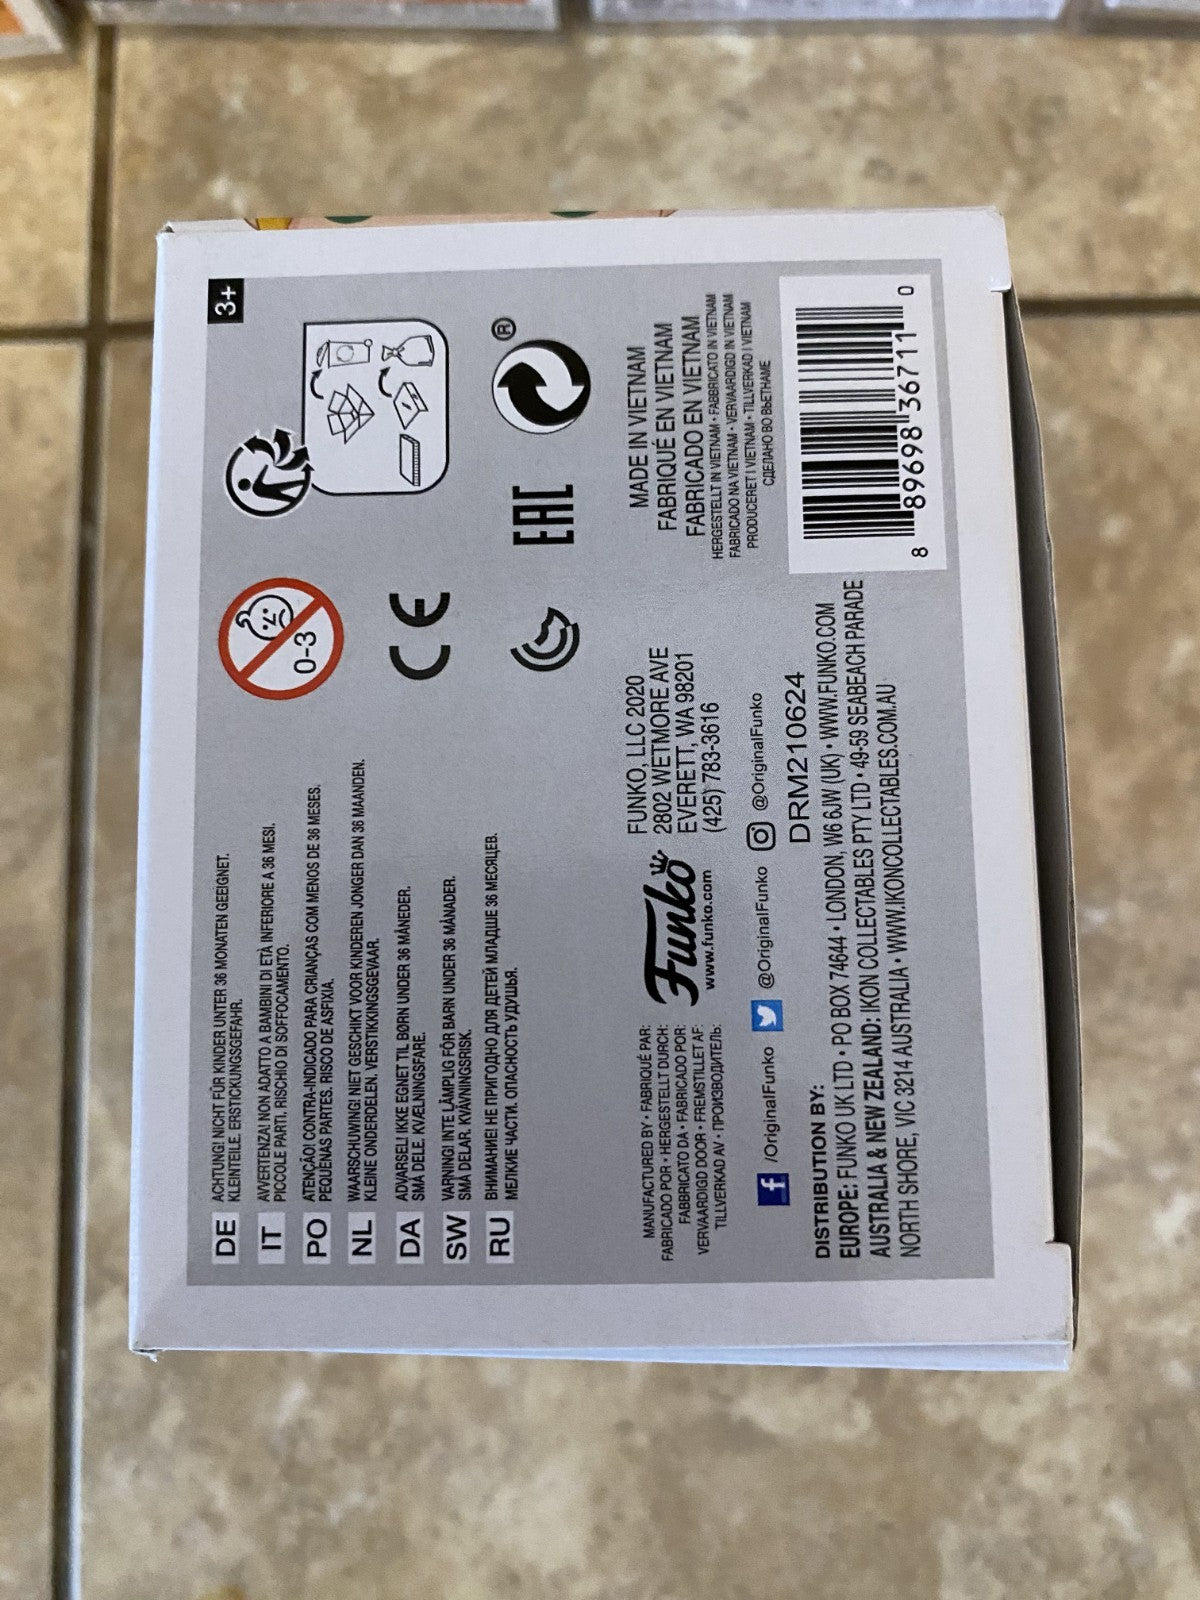 DE ACHTUNG! NICHT FÜR KINDER UNTER 36 MONATEN GEEIGNET.
KLEINTEILE. ERSTICKUNGSGEFAHR.
IT AVVERTENZA! NON ADATTO A BAMBINI DI ETÀ INFERIORE A 36 MESI.
PICCOLE PARTI. RISCHIO DI SOFFOCAMENTO.
PO ATENÇÃO! CONTRA-INDICADO PARA CRIANÇAS COM MENOS DE 36 MESES.
PEQUENAS PARTES. RISCO DE ASFIXIA.
NL WAARSCHUWING! NIET GESCHIKT VOOR KINDEREN JONGER DAN 36 MAANDEN.
KLEINE ONDERDELEN. VERSTIKKINGSGEVAAR.
DA ADVARSEL! IKKE EGNET TIL BØRN UNDER 36 MÅNEDER.
SMÅ DELE. KVÆLNINGSFARE.
SW VARNING! INTE LÄMPLIG FÖR BARN UNDER 36 MÅNADER.
SMÅ DELAR. KVÄVNINGSRISK.
RU ВНИМАНИЕ! НЕ ПРИГОДНО ДЛЯ ДЕТЕЙ МЛАДШЕ 36 МЕСЯЦЕВ.
МЕЛКИЕ ЧАСТИ. ОПАСНОСТЬ УДУШЬЯ.
0-3
3+
CE
EAC
®
MANUFACTURED BY • FABRIQUÉ PAR:
FABRICADO POR • HERGESTELLT DURCH:
FABBRICATO DA • FABRICADO POR:
VERVAARDIGD DOOR • FREMSTILLET AF:
TILLVERKAD AV • ПРОИЗВОДИТЕЛЬ:
Funko
www.funko.com
FUNKO, LLC 2020
2802 WETMORE AVE
EVERETT, WA 98201
(425) 783-3616
MADE IN VIETNAM
FABRIQUÉ EN VIETNAM
FABRICADO EN VIETNAM
HERGESTELLT IN VIETNAM • FABBRICATO IN VIETNAM
FABRICADO NA VIETNAM • VERVAARDIGD IN VIETNAM
PRODUCERET I VIETNAM • TILLVERKAD I VIETNAM
СДЕЛАНО ВО ВЬЕТНАМЕ
/OriginalFunko @OriginalFunko @OriginalFunko
DRM210624
DISTRIBUTION BY:
EUROPE: FUNKO UK LTD • PO BOX 74644 • LONDON, W6 6JW (UK) • WWW.FUNKO.COM
AUSTRALIA & NEW ZEALAND: IKON COLLECTABLES PTY LTD • 49-59 SEABEACH PARADE
NORTH SHORE, VIC 3214 AUSTRALIA • WWW.IKONCOLLECTABLES.COM.AU
8 89698 36711 0